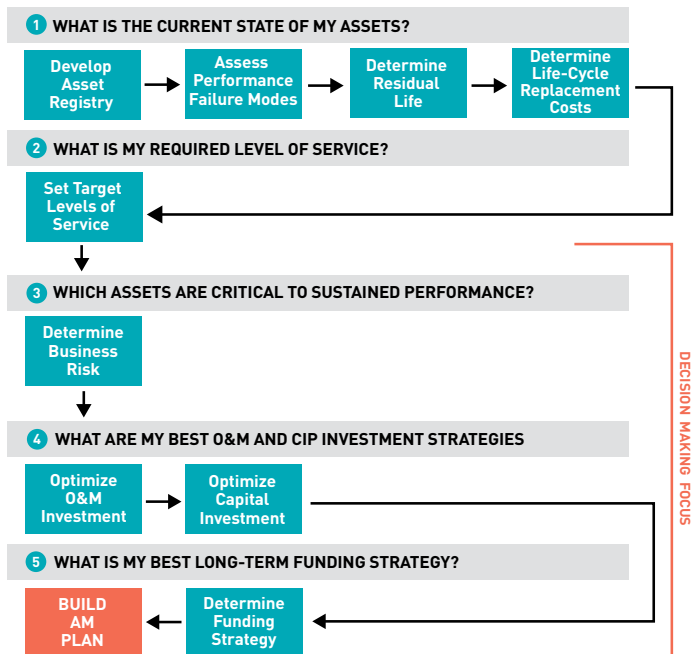 1 WHAT IS THE CURRENT STATE OF MY ASSETS?
Develop
Asset
Registry
Assess
Performance
Failure Modes
Determine
Residual
Life
Determine
Life-Cycle
Replacement
Costs
2 WHAT IS MY REQUIRED LEVEL OF SERVICE?
Set Target
Levels of
Service
3 WHICH ASSETS ARE CRITICAL TO SUSTAINED PERFORMANCE?
Determine
Business
Risk
DECISION MAKING FOCUS
4 WHAT ARE MY BEST O&M AND CIP INVESTMENT STRATEGIES
Optimize
O&M
Investment
Optimize
Capital
Investment
5 WHAT IS MY BEST LONG-TERM FUNDING STRATEGY?
BUILD
AM
PLAN
Determine
Funding
Strategy